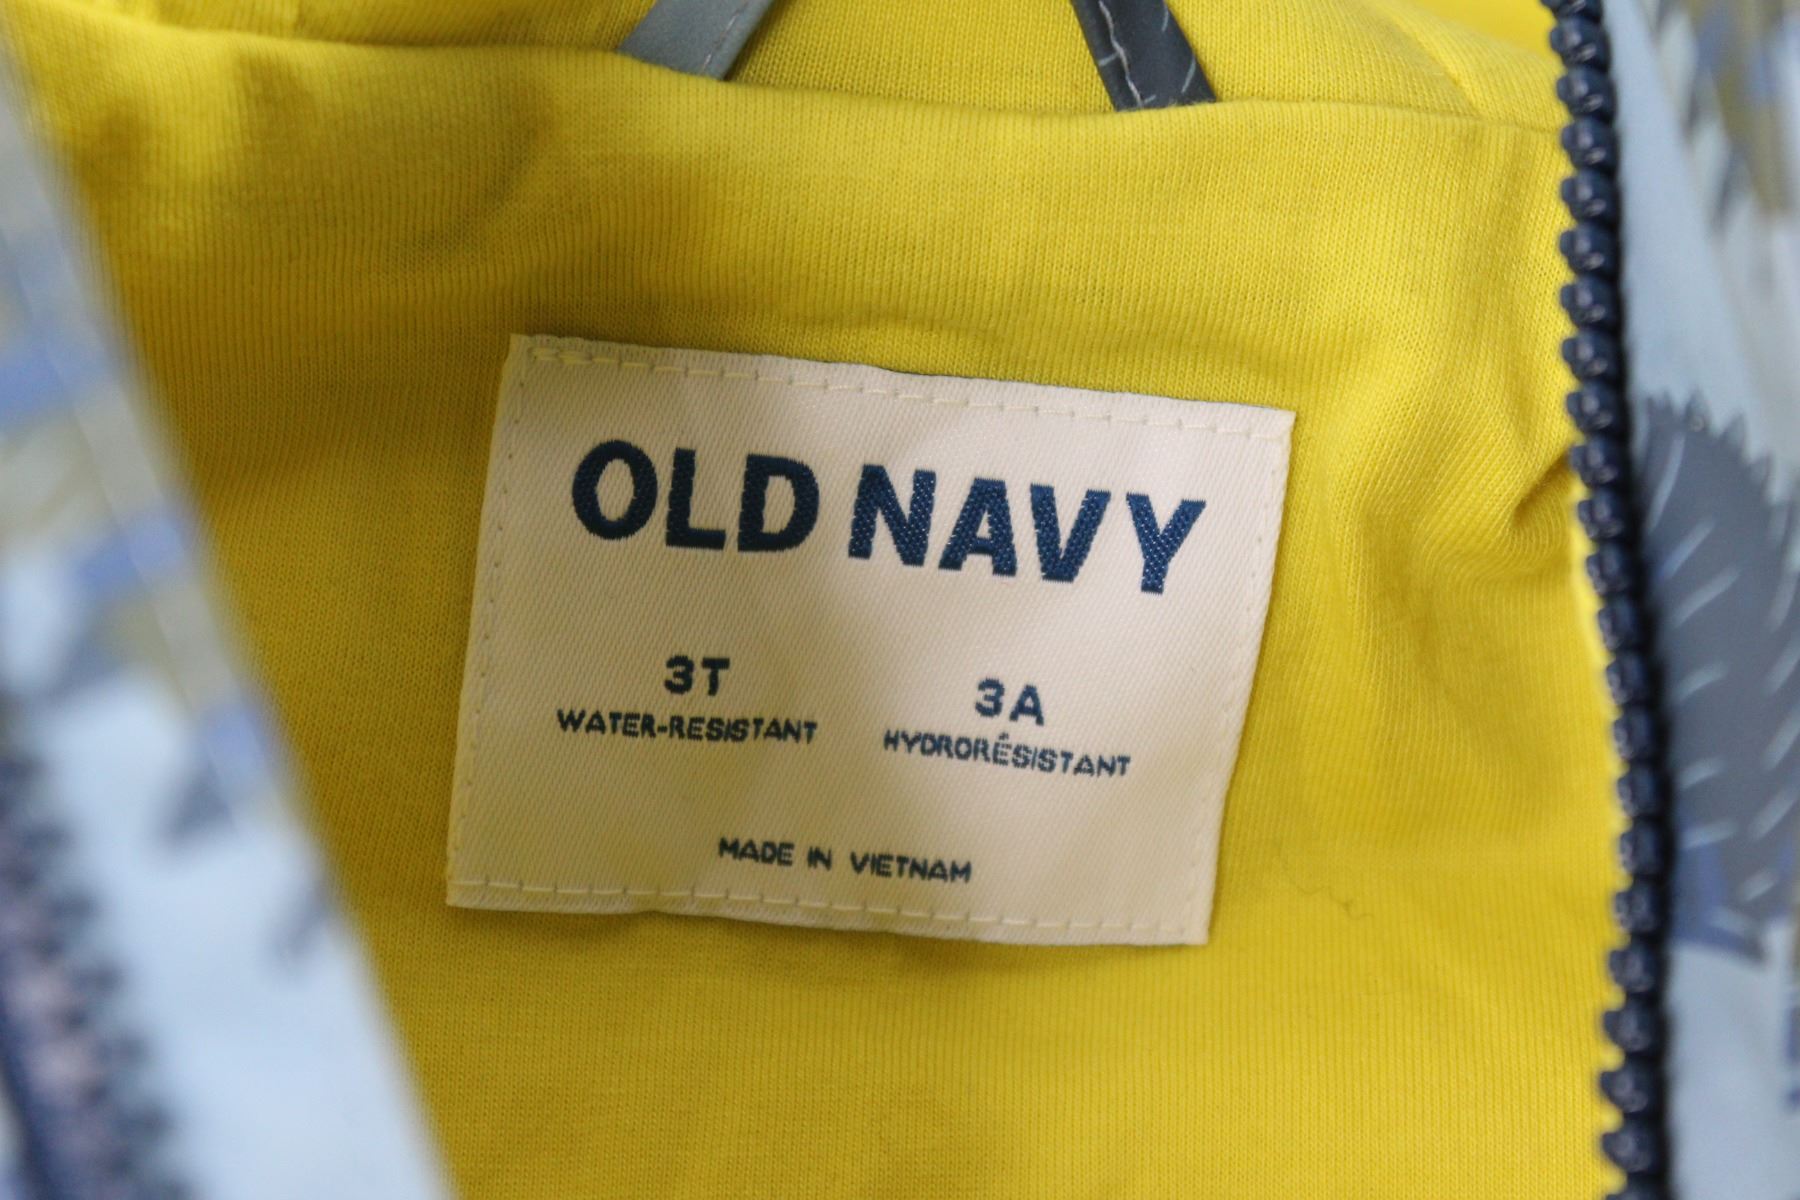 OLD NAVY
3T 3A
WATER-RESISTANT HYDRORÉSISTANT
MADE IN VIETNAM